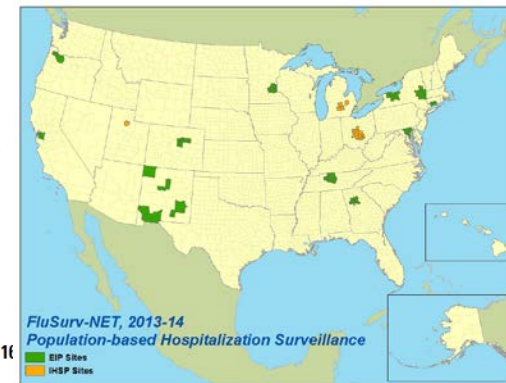 FluSurv-NET, 2013-14
Population-based Hospitalization Surveillance
EIP Sites
IHSP Sites